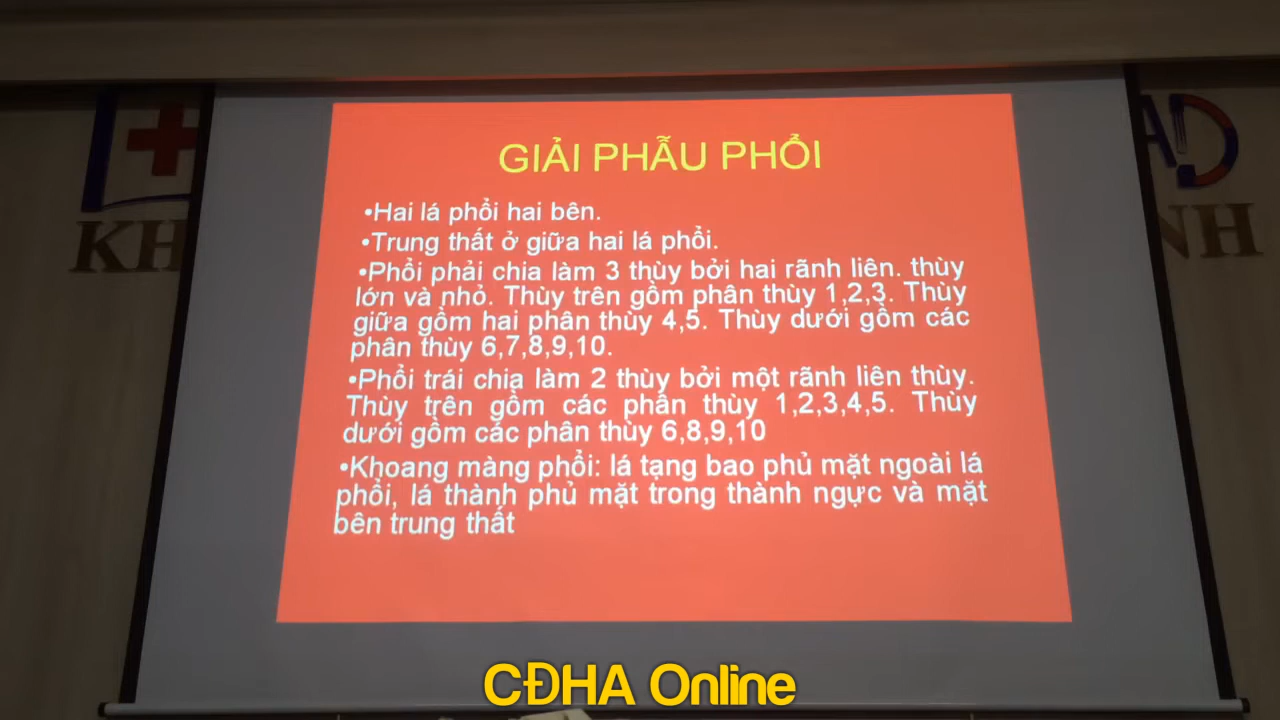 GIẢI PHẪU PHỔI
•Hai lá phổi hai bên.
•Trung thất ở giữa hai lá phổi.
•Phổi phải chia làm 3 thùy bởi hai rãnh liên. thùy
lớn và nhỏ. Thùy trên gồm phân thùy 1,2,3. Thùy
giữa gồm hai phân thùy 4,5. Thùy dưới gồm các
phân thùy 6,7,8,9,10.
•Phổi trái chia làm 2 thùy bởi một rãnh liên thùy.
Thùy trên gồm các phân thùy 1,2,3,4,5. Thùy
dưới gồm các phân thùy 6,8,9,10
•Khoang màng phổi: lá tạng bao phủ mặt ngoài lá
phổi, lá thành phủ mặt trong thành ngực và mặt
bên trung thất
CĐHA Online